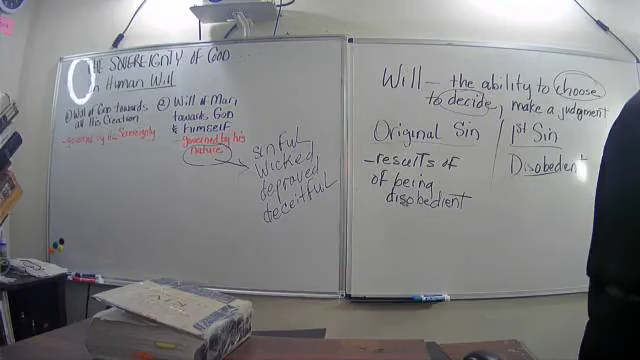 THE SOVEREIGNTY OF GOD
in Human Will
① Will of God towards
all his Creation
- governed by his Sovereignty
② Will of Man,
towards God
& himself
- governed by his
nature
sinful
Wicked
depraved
deceitful
Will - the ability to choose
to decide, make a judgment
Original Sin
- results of
of being
disobedient
1st Sin
Disobedient